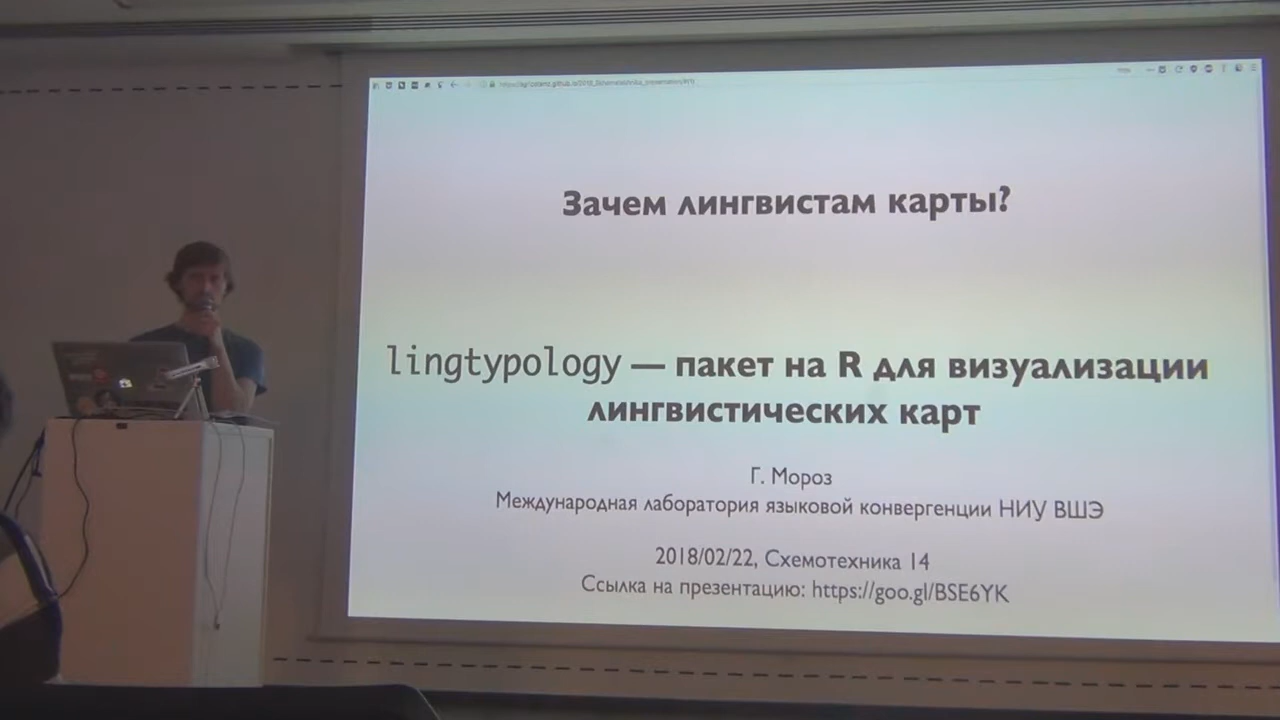 Зачем лингвистам карты?
lingtypology — пакет на R для визуализации
лингвистических карт
Г. Мороз
Международная лаборатория языковой конвергенции НИУ ВШЭ
2018/02/22, Схемотехника 14
Ссылка на презентацию: https://goo.gl/BSE6YK